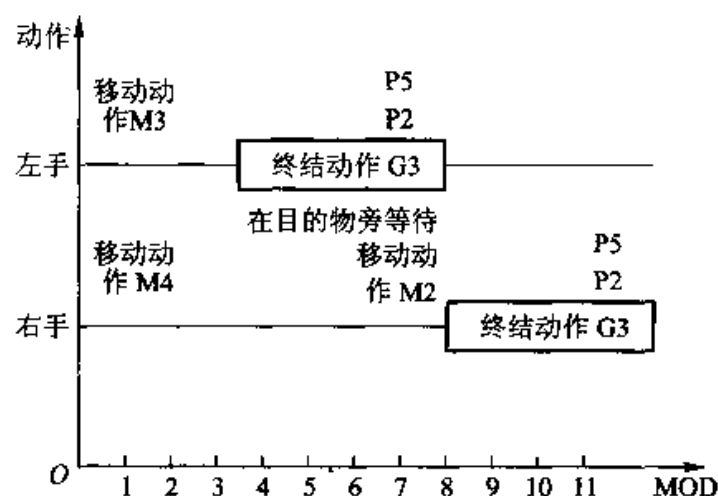 动作
移动动
作M3
P5
P2
左手
终结动作 G3
在目的物旁等待
移动动
作 M4
移动动
作 M2
P5
P2
右手
终结动作 G3
O
1 2 3 4 5 6 7 8 9 10 11 MOD